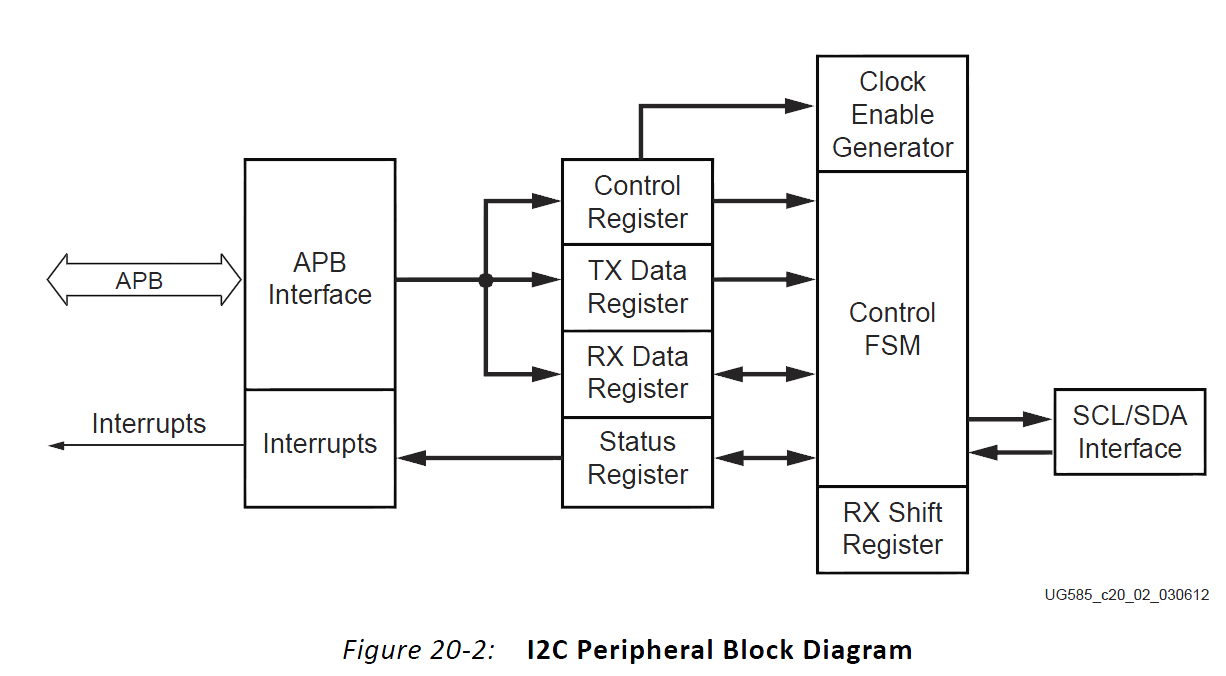 Clock
Enable
Generator
Control
Register
APB
Interface
APB
TX Data
Register
Control
FSM
RX Data
Register
Interrupts
Interrupts
Status
Register
SCL/SDA
Interface
RX Shift
Register
UG585_c20_02_030612
Figure 20-2: I2C Peripheral Block Diagram